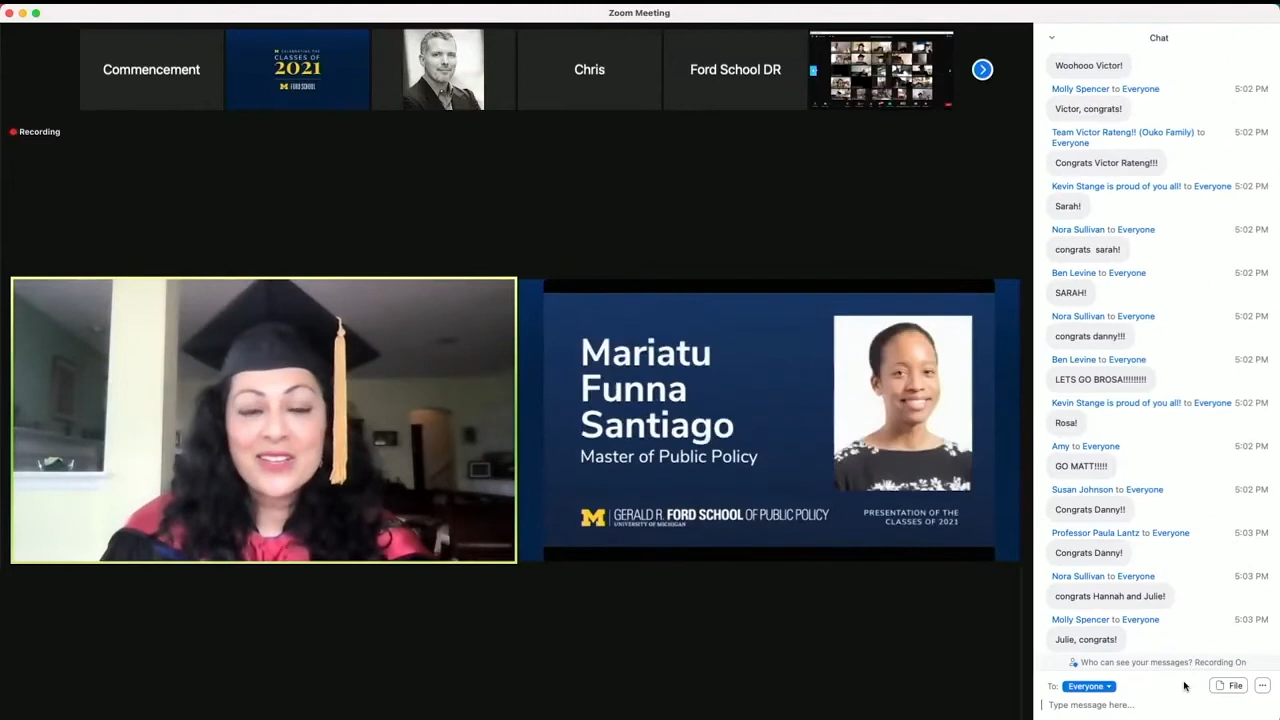 Zoom Meeting
Commencement
CELEBRATING THE
CLASSES OF
2021
M FORD SCHOOL
Chris
Ford School DR
Recording
Mariatu
Funna
Santiago
Master of Public Policy
M GERALD R. FORD SCHOOL OF PUBLIC POLICY
UNIVERSITY OF MICHIGAN
PRESENTATION OF THE
CLASSES OF 2021
Chat
Woohooo Victor!
Molly Spencer to Everyone 5:02 PM
Victor, congrats!
Team Victor Rateng!! (Ouko Family) to
Everyone 5:02 PM
Congrats Victor Rateng!!!
Kevin Stange is proud of you all! to Everyone 5:02 PM
Sarah!
Nora Sullivan to Everyone 5:02 PM
congrats sarah!
Ben Levine to Everyone 5:02 PM
SARAH!
Nora Sullivan to Everyone 5:02 PM
congrats danny!!!
Ben Levine to Everyone 5:02 PM
LETS GO BROSA!!!!!!!!!
Kevin Stange is proud of you all! to Everyone 5:02 PM
Rosa!
Amy to Everyone 5:02 PM
GO MATT!!!!!
Susan Johnson to Everyone 5:02 PM
Congrats Danny!!
Professor Paula Lantz to Everyone 5:03 PM
Congrats Danny!
Nora Sullivan to Everyone 5:03 PM
congrats Hannah and Julie!
Molly Spencer to Everyone 5:03 PM
Julie, congrats!
Who can see your messages? Recording On
To: Everyone File
Type message here...